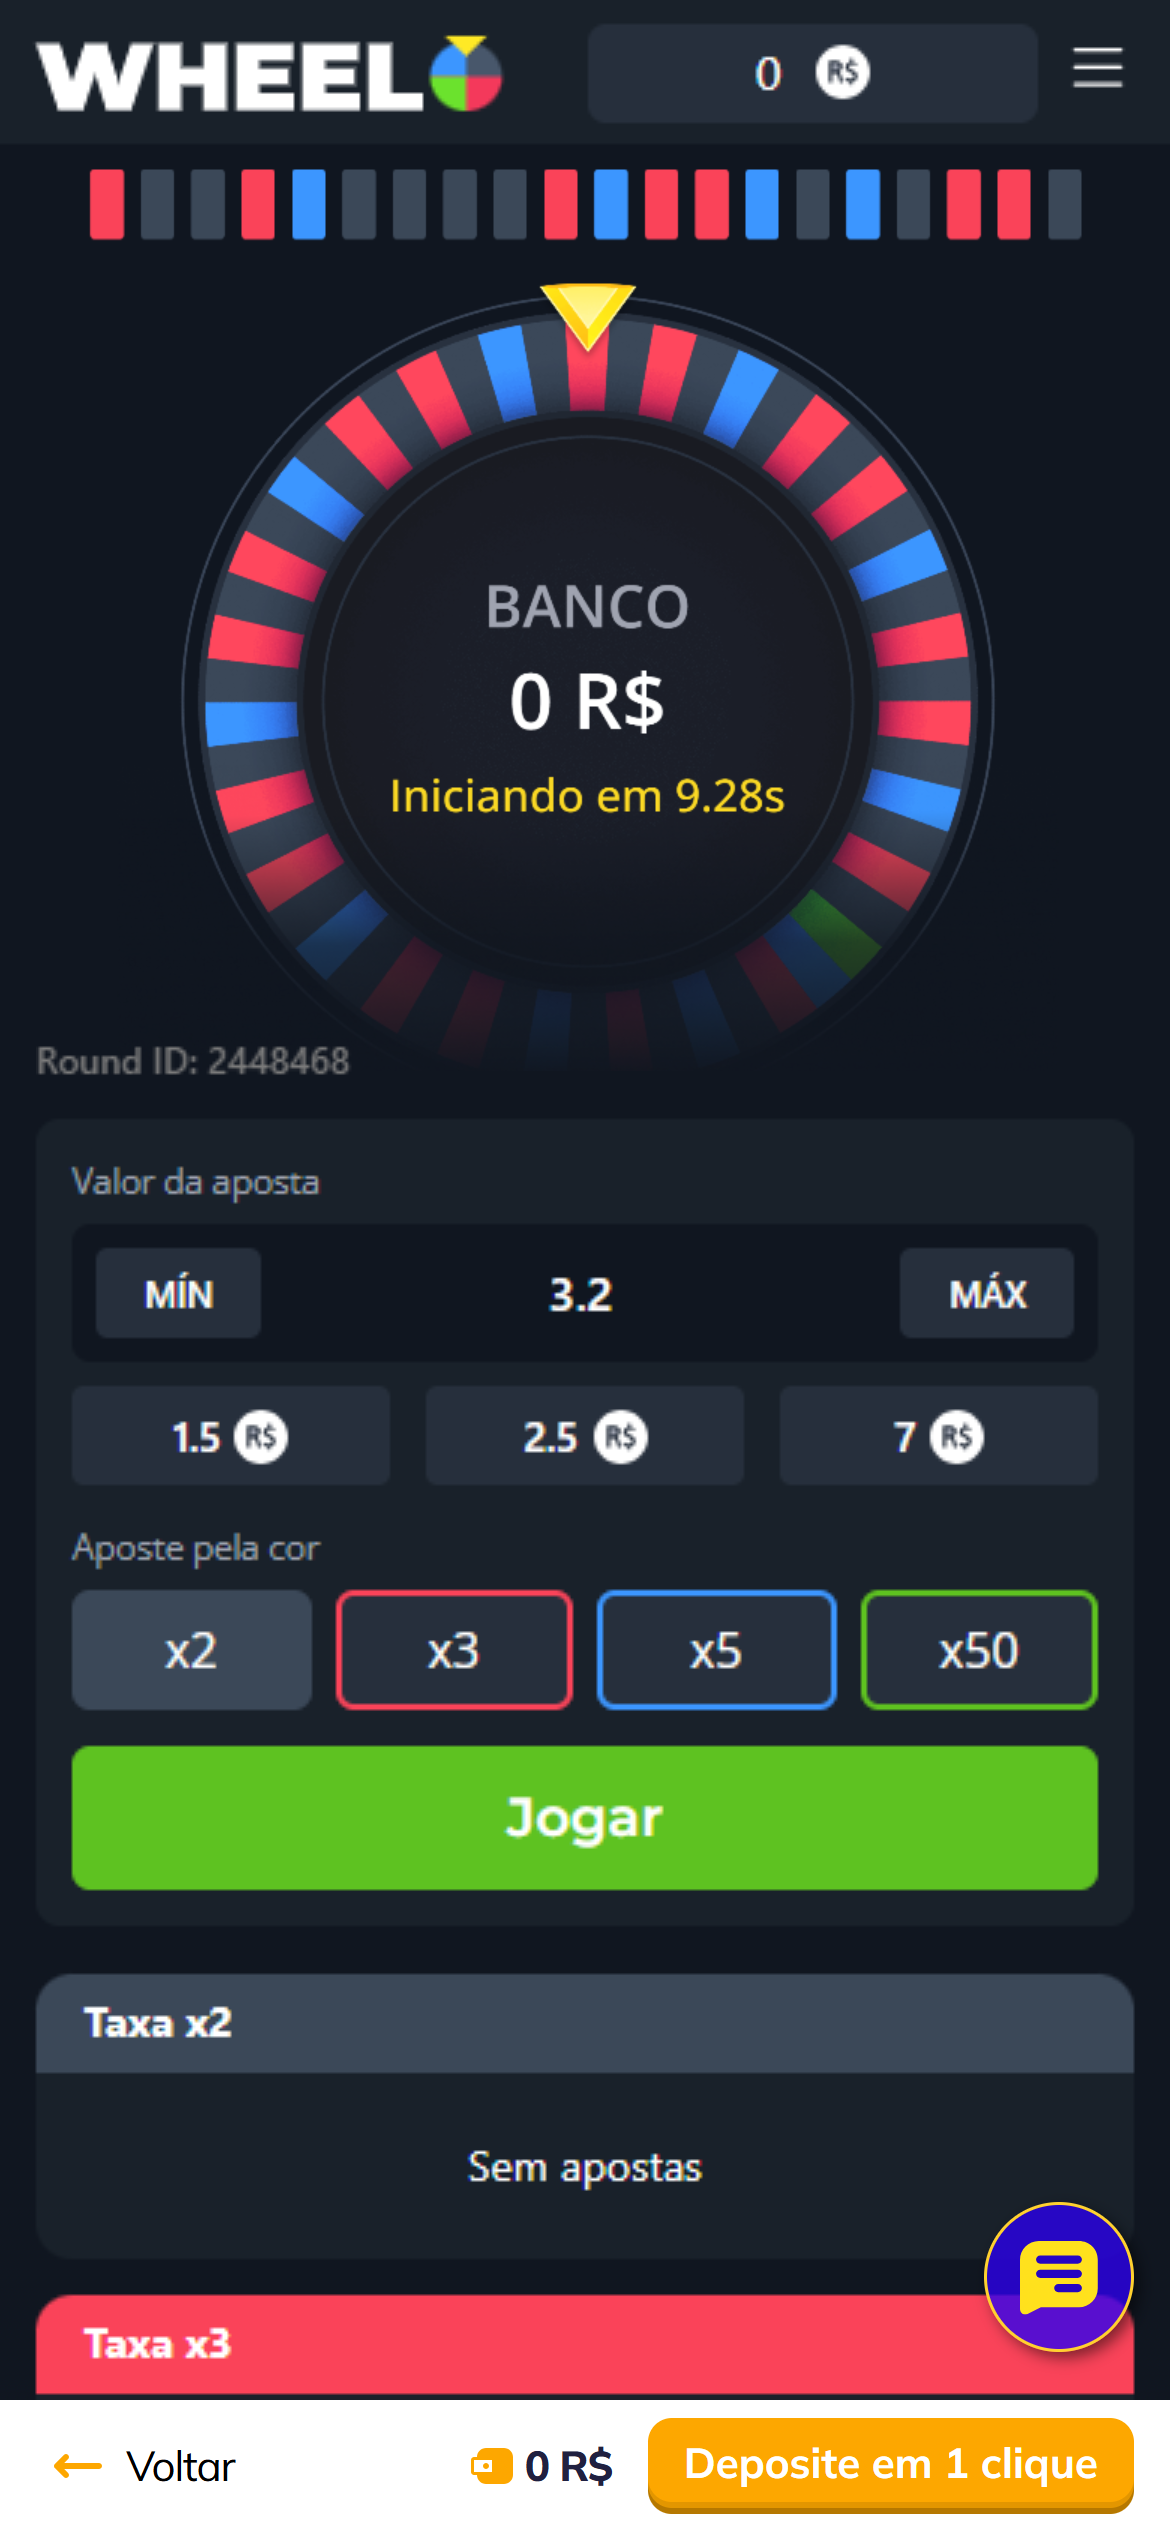 WHEEL
0 R$
BANCO
0 R$
Iniciando em 9.28s
Round ID: 2448468
Valor da aposta
MÍN
3.2
MÁX
1.5 R$
2.5 R$
7 R$
Aposte pela cor
x2
x3
x5
x50
Jogar
Taxa x2
Sem apostas
Taxa x3
Voltar
0 R$
Deposite em 1 clique